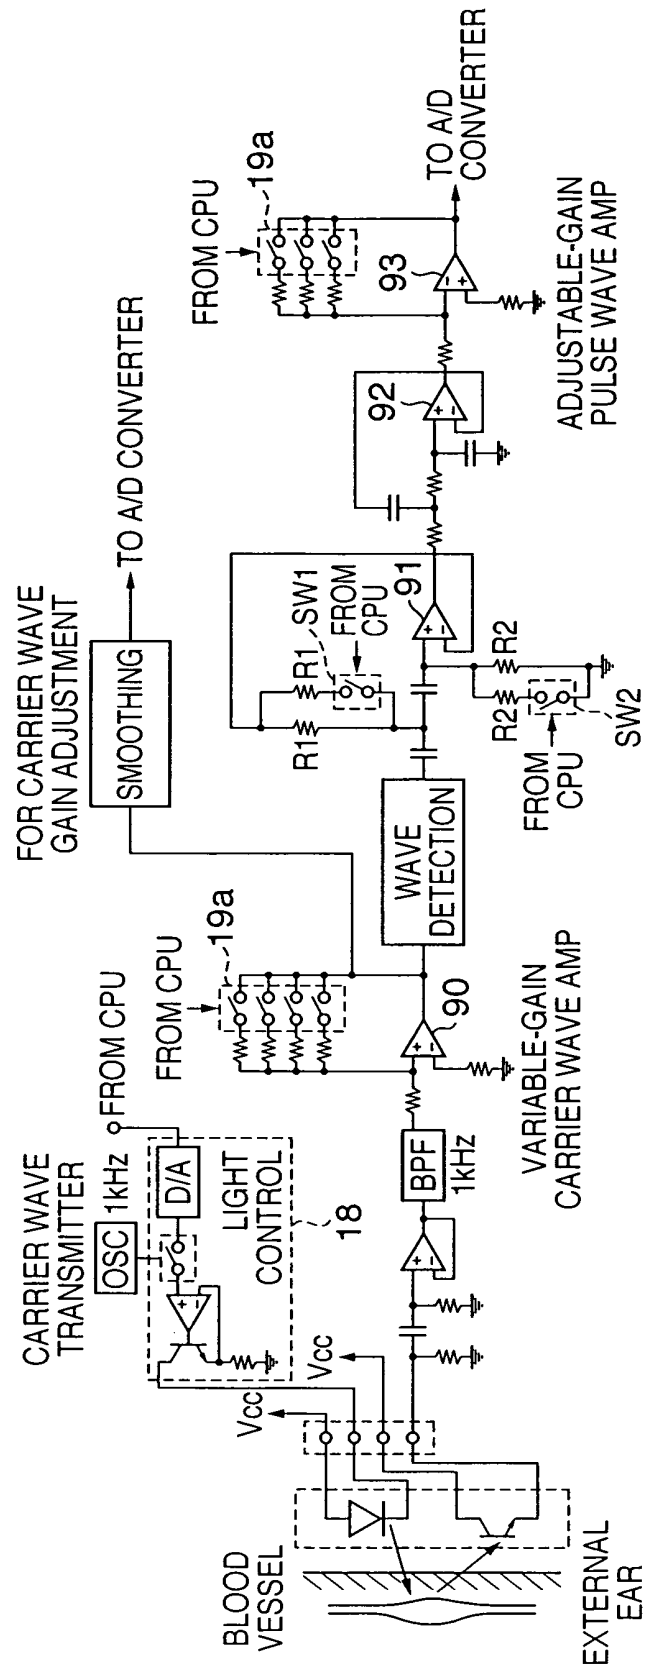 BLOOD
VESSEL
EXTERNAL
EAR
Vcc
Vcc
CARRIER WAVE
TRANSMITTER
OSC
1kHz
FROM CPU
D/A
LIGHT
CONTROL
18
+
−
BPF
1kHz
FROM CPU
19a
−
+
90
VARIABLE-GAIN
CARRIER WAVE AMP
WAVE
DETECTION
FOR CARRIER WAVE
GAIN ADJUSTMENT
SMOOTHING
TO A/D CONVERTER
R1
R1
SW1
FROM
CPU
+
−
91
R2
R2
FROM
CPU
SW2
+
−
92
FROM CPU
19a
−
+
93
ADJUSTABLE-GAIN
PULSE WAVE AMP
TO A/D
CONVERTER